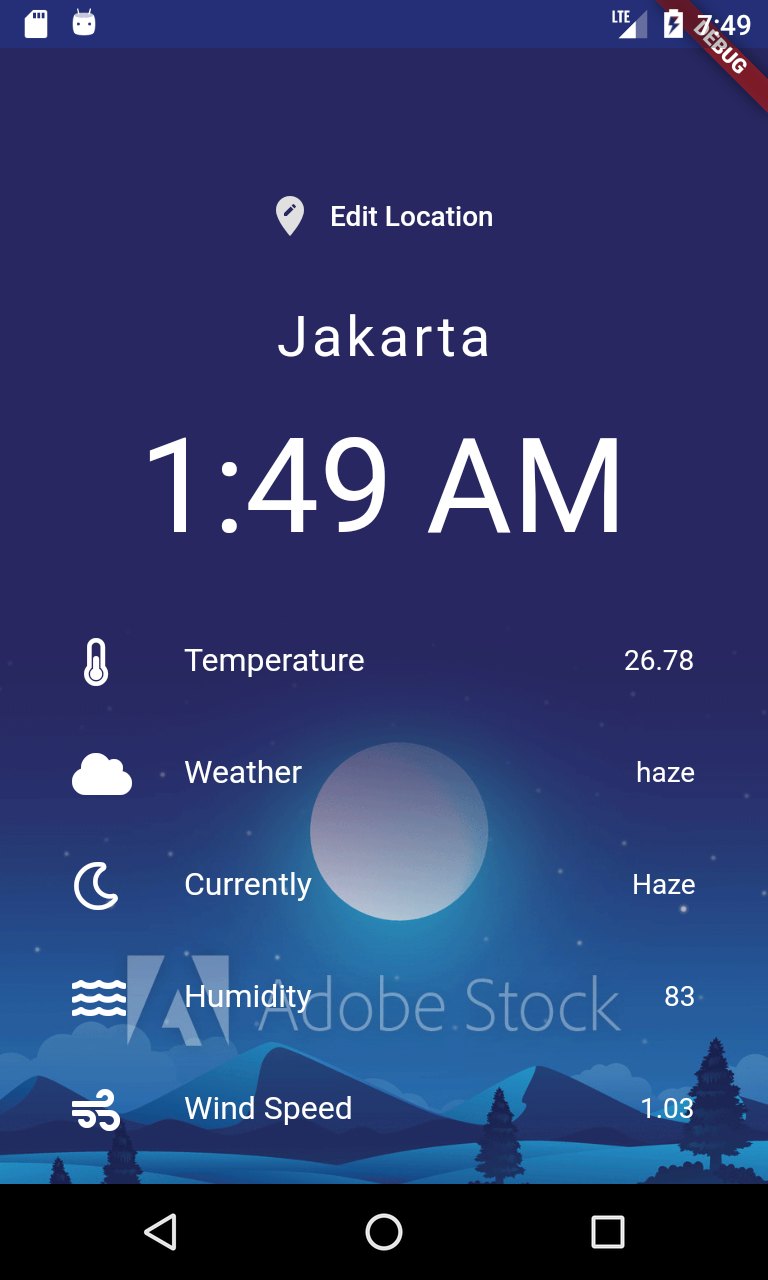 LTE 7:49
DEBUG
Edit Location
Jakarta
1:49 AM
Temperature 26.78
Weather haze
Currently Haze
Humidity 83
Adobe Stock
Wind Speed 1.03